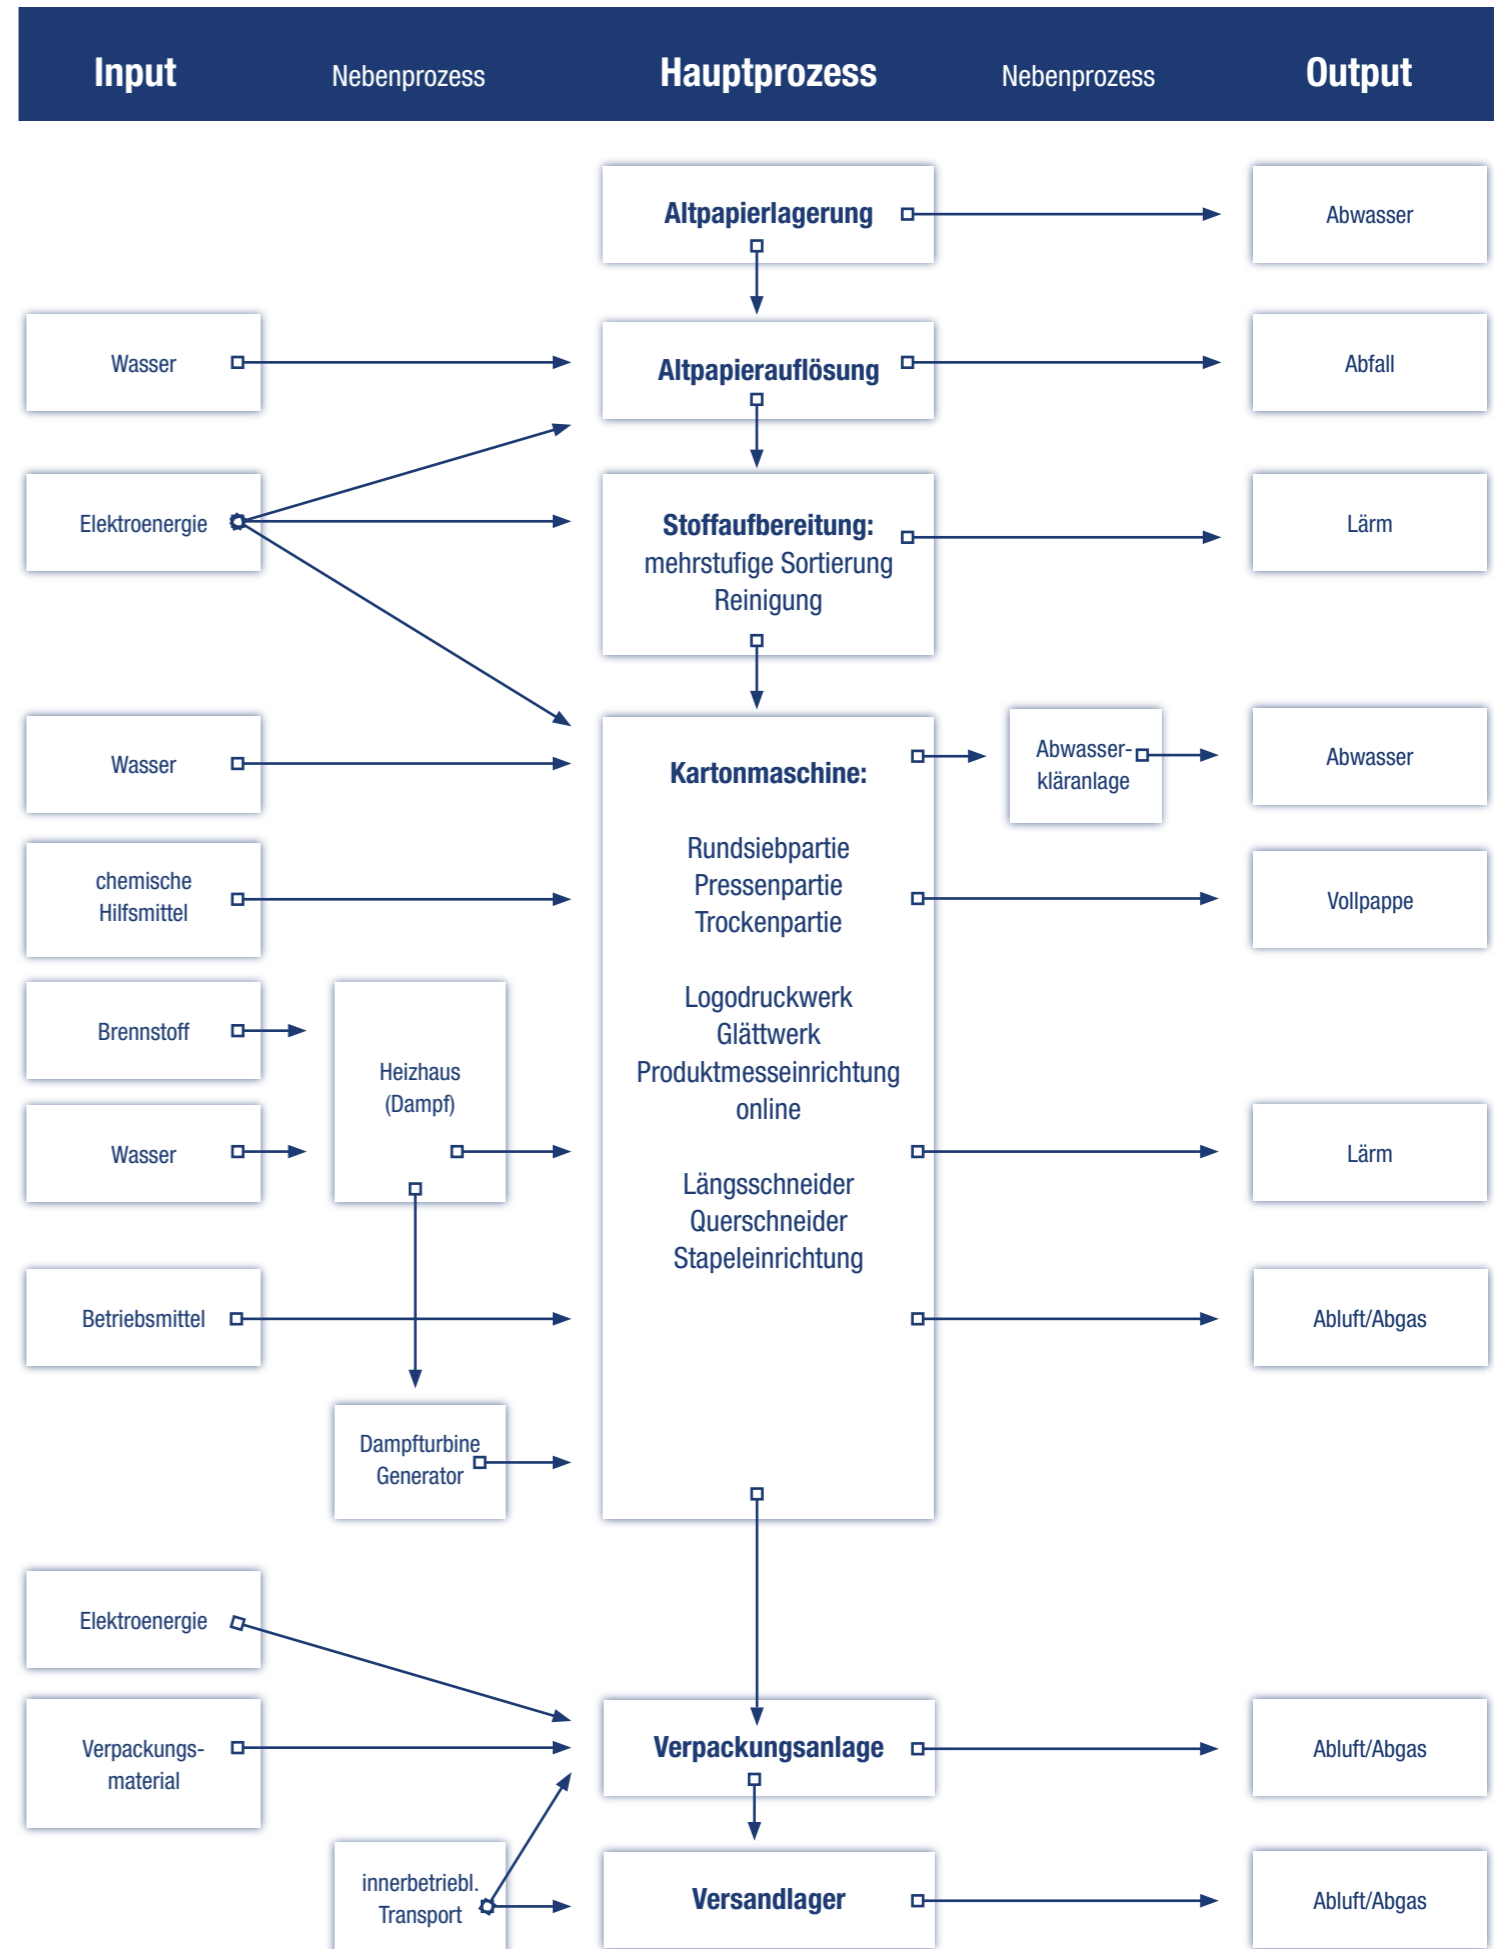 Input Nebenprozess Hauptprozess Nebenprozess Output
Altpapierlagerung
Abwasser
Wasser
Altpapierauflösung
Abfall
Elektroenergie
Stoffaufbereitung:
mehrstufige Sortierung
Reinigung
Lärm
Wasser
Kartonmaschine:
Abwasser-
kläranlage
Abwasser
chemische
Hilfsmittel
Rundsiebpartie
Pressenpartie
Trockenpartie
Vollpappe
Brennstoff
Heizhaus
(Dampf)
Logodruckwerk
Glättwerk
Produktmesseinrichtung
online
Wasser
Lärm
Längsschneider
Querschneider
Stapeleinrichtung
Betriebsmittel
Abluft/Abgas
Dampfturbine
Generator
Elektroenergie
Verpackungs-
material
Verpackungsanlage
Abluft/Abgas
innerbetriebl.
Transport
Versandlager
Abluft/Abgas